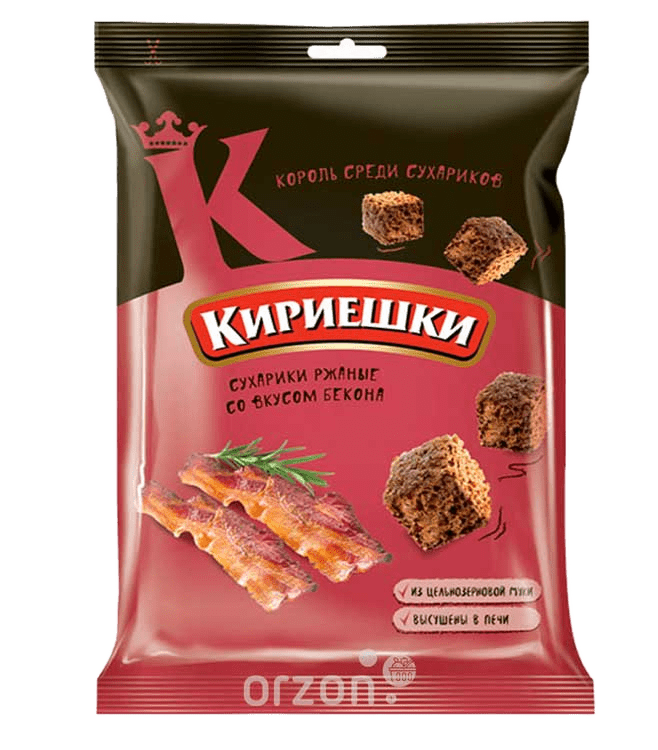 К
КОРОЛЬ СРЕДИ СУХАРИКОВ
КИРИЕШКИ
СУХАРИКИ РЖАНЫЕ
СО ВКУСОМ БЕКОНА
ИЗ ЦЕЛЬНОЗЕРНОВОЙ МУКИ
ВЫСУШЕНЫ В ПЕЧИ
orzon